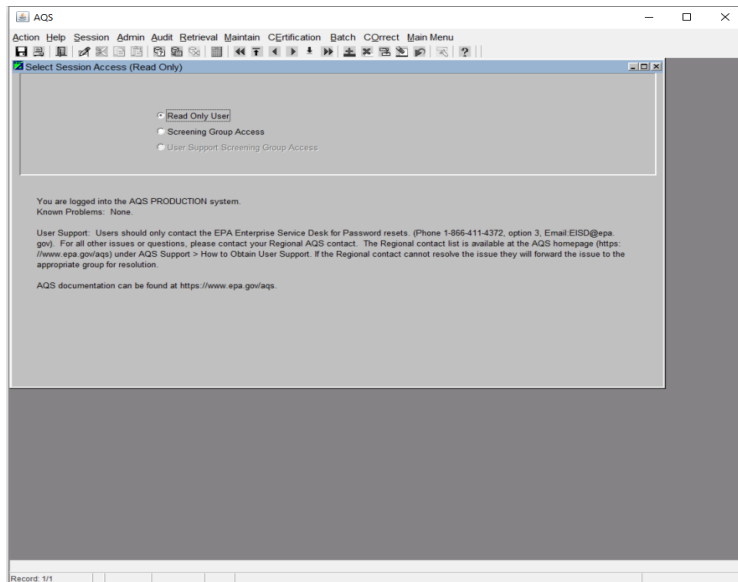 AQS
Action Help Session Admin Audit Retrieval Maintain CErtification Batch COrrect Main Menu
Select Session Access (Read Only)
Read Only User
Screening Group Access
User Support Screening Group Access
You are logged into the AQS PRODUCTION system.
Known Problems: None.
User Support: Users should only contact the EPA Enterprise Service Desk for Password resets. (Phone 1-866-411-4372, option 3, Email:EISD@epa.
gov). For all other issues or questions, please contact your Regional AQS contact. The Regional contact list is available at the AQS homepage (https:
//www.epa.gov/aqs) under AQS Support > How to Obtain User Support. If the Regional contact cannot resolve the issue they will forward the issue to the
appropriate group for resolution.
AQS documentation can be found at https://www.epa.gov/aqs.
Record: 1/1